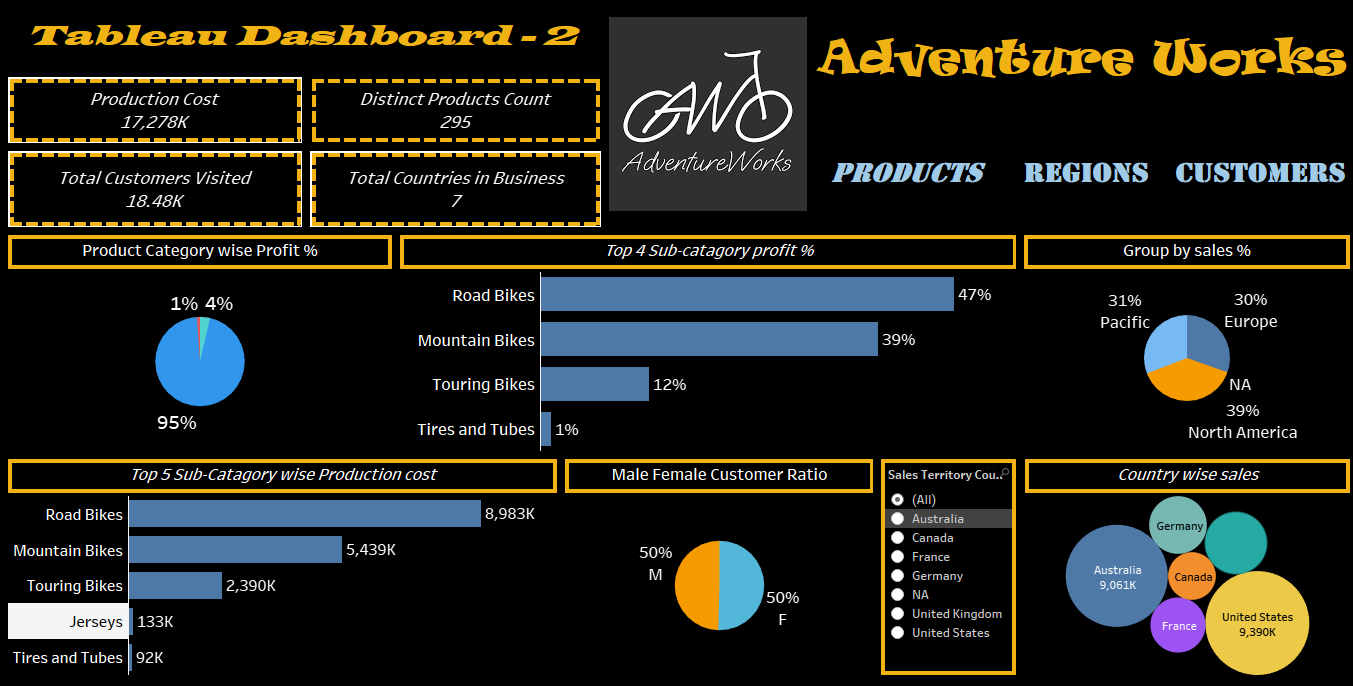 Tableau Dashboard - 2
Adventure Works
AW
AdventureWorks
Production Cost
17,278K
Distinct Products Count
295
Total Customers Visited
18.48K
Total Countries in Business
7
PRODUCTS
REGIONS
CUSTOMERS
Product Category wise Profit %
1% 4%
95%
Top 4 Sub-catagory profit %
Road Bikes 47%
Mountain Bikes 39%
Touring Bikes 12%
Tires and Tubes 1%
Group by sales %
31%
Pacific
30%
Europe
NA
39%
North America
Top 5 Sub-Catagory wise Production cost
Road Bikes 8,983K
Mountain Bikes 5,439K
Touring Bikes 2,390K
Jerseys 133K
Tires and Tubes 92K
Male Female Customer Ratio
50%
M
50%
F
Sales Territory Cou..
(All)
Australia
Canada
France
Germany
NA
United Kingdom
United States
Country wise sales
Germany
Australia
9,061K
Canada
France
United States
9,390K